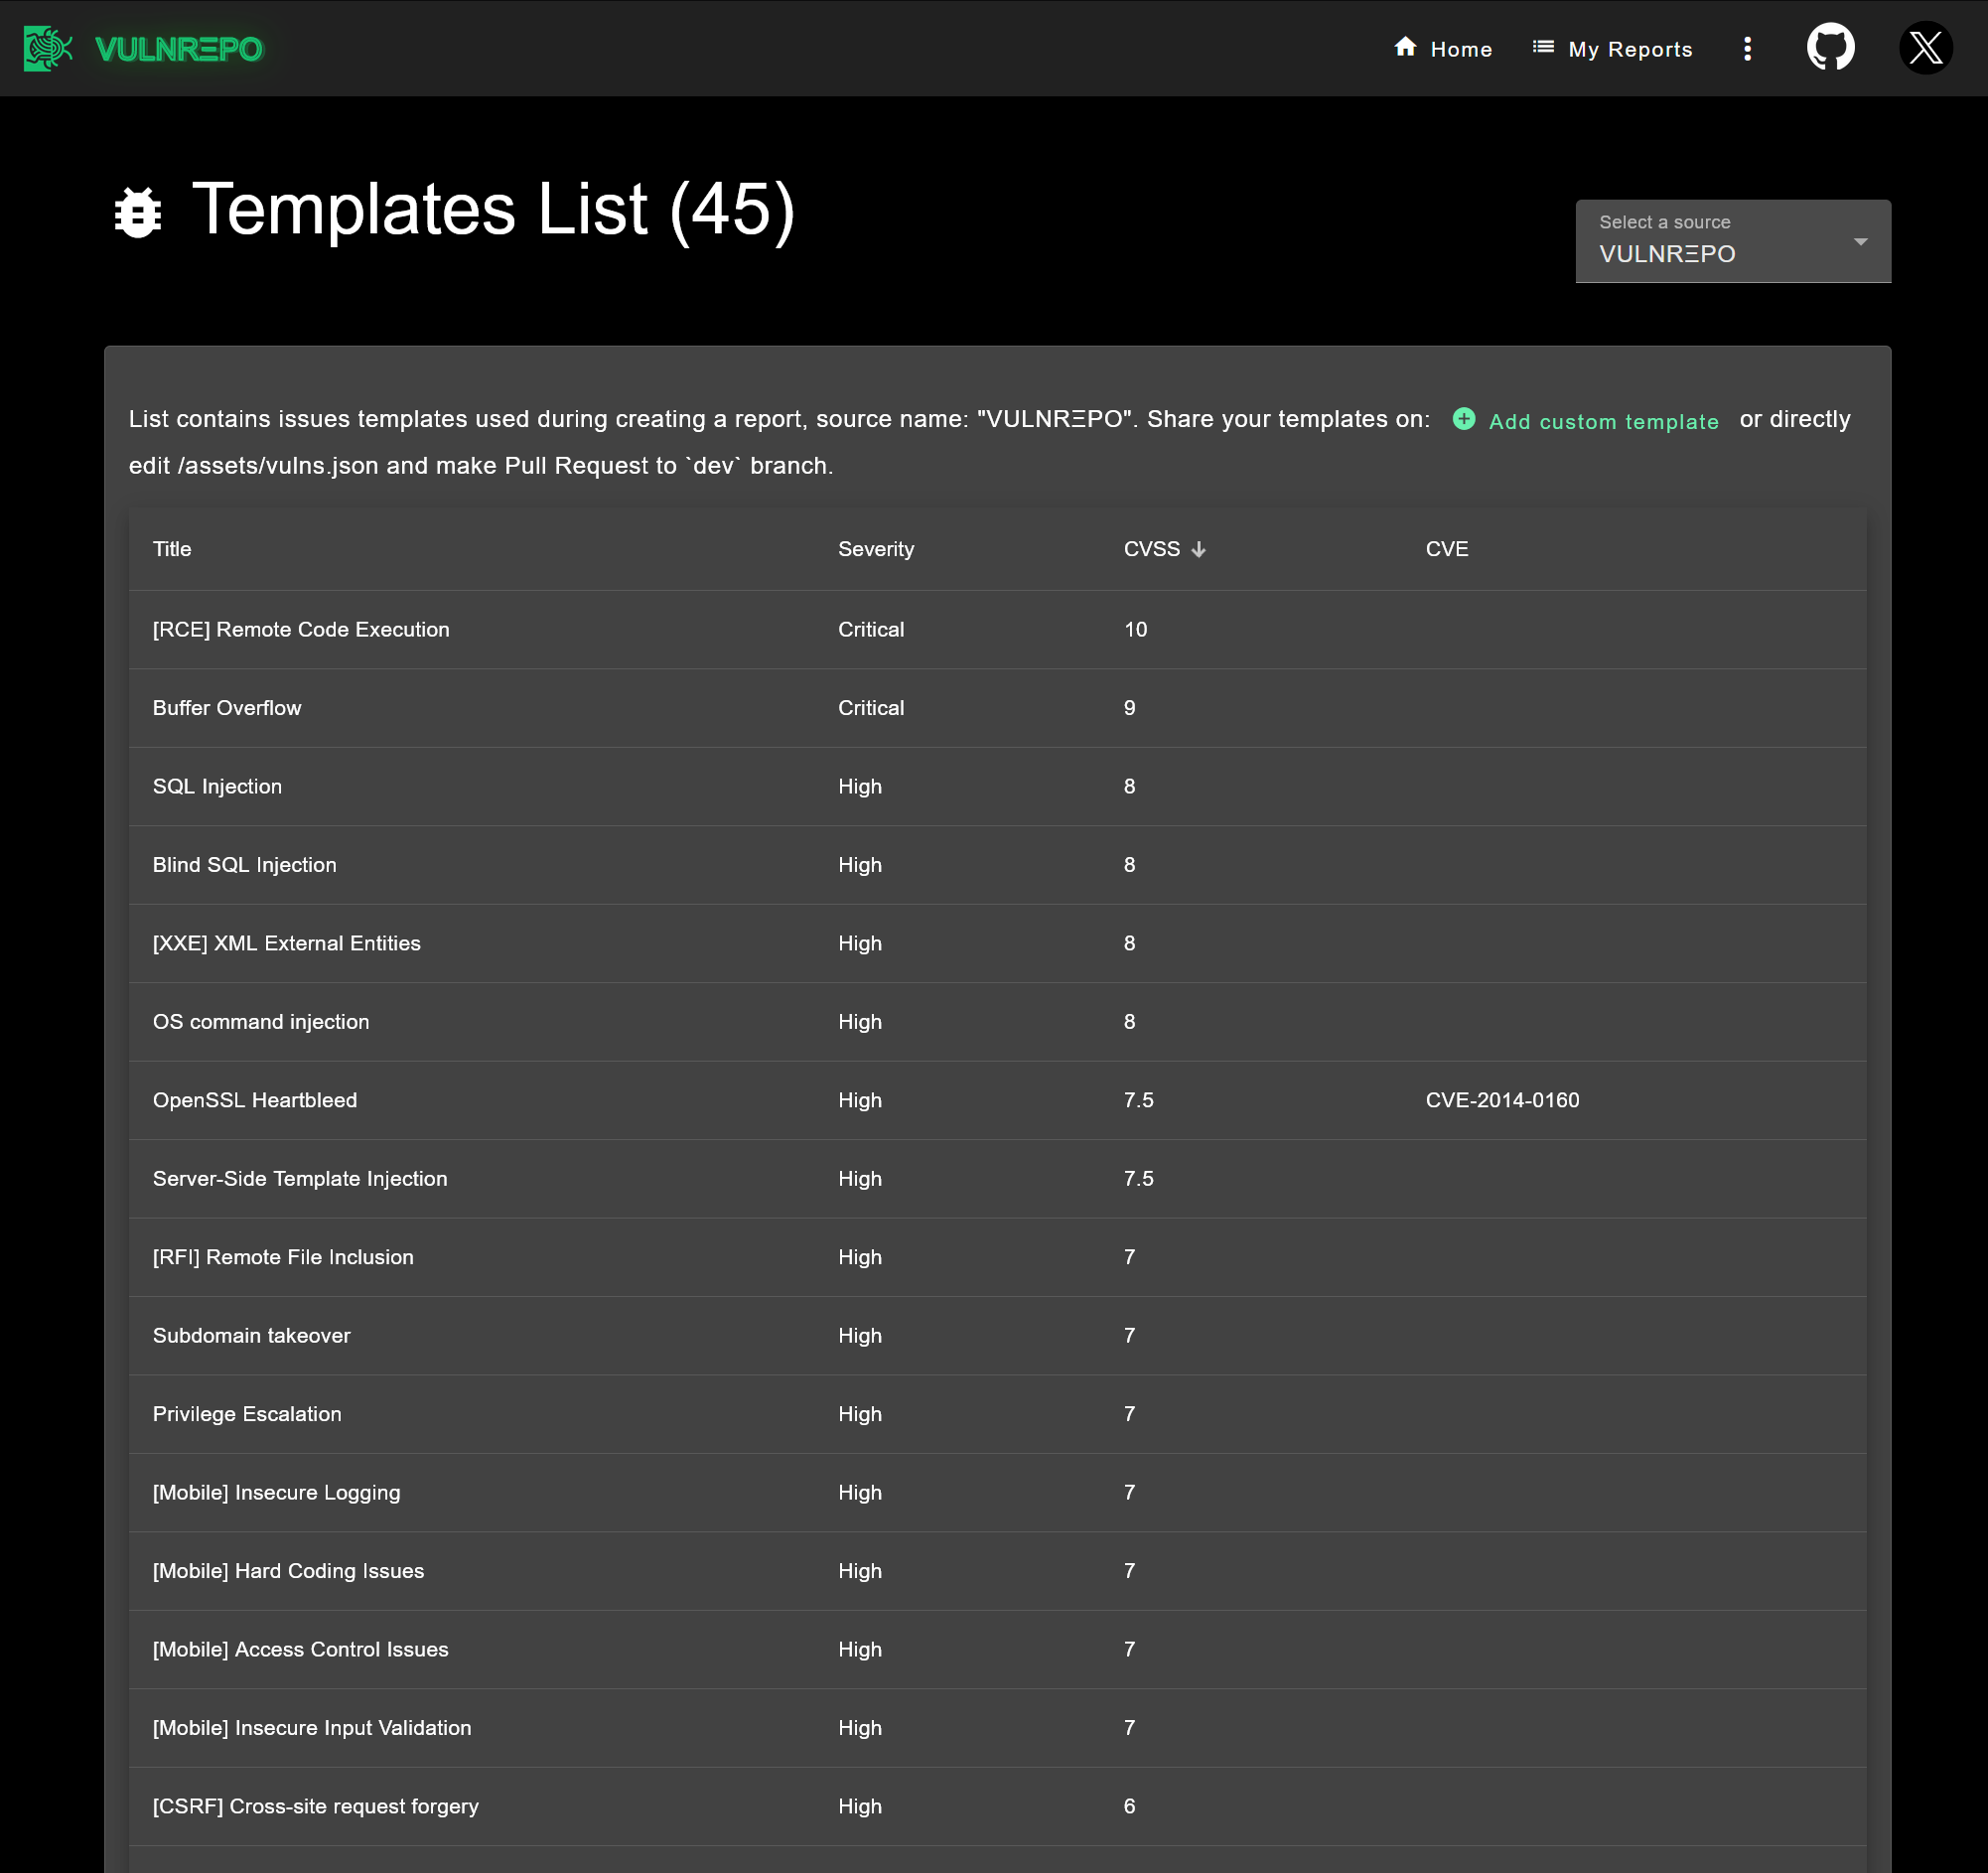 VULNRΞPO
Home
My Reports
Templates List (45)
Select a source
VULNRΞPO
List contains issues templates used during creating a report, source name: "VULNRΞPO". Share your templates on: Add custom template or directly
edit /assets/vulns.json and make Pull Request to `dev` branch.
Title Severity CVSS CVE
[RCE] Remote Code Execution Critical 10
Buffer Overflow Critical 9
SQL Injection High 8
Blind SQL Injection High 8
[XXE] XML External Entities High 8
OS command injection High 8
OpenSSL Heartbleed High 7.5 CVE-2014-0160
Server-Side Template Injection High 7.5
[RFI] Remote File Inclusion High 7
Subdomain takeover High 7
Privilege Escalation High 7
[Mobile] Insecure Logging High 7
[Mobile] Hard Coding Issues High 7
[Mobile] Access Control Issues High 7
[Mobile] Insecure Input Validation High 7
[CSRF] Cross-site request forgery High 6